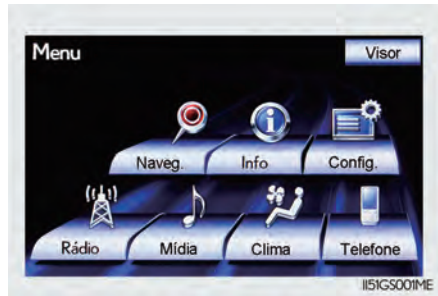 Menu
Visor
Naveg.
Info
Config.
Rádio
Mídia
Clima
Telefone
II51GS001ME